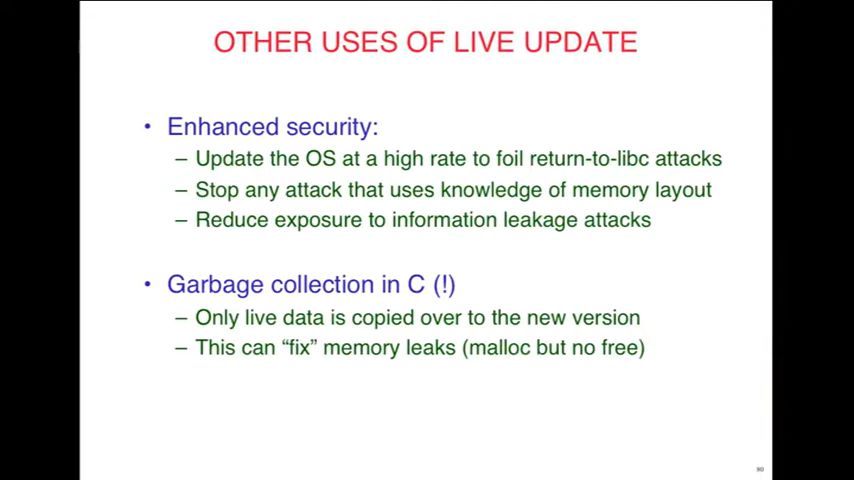 OTHER USES OF LIVE UPDATE
• Enhanced security:
– Update the OS at a high rate to foil return-to-libc attacks
– Stop any attack that uses knowledge of memory layout
– Reduce exposure to information leakage attacks
• Garbage collection in C (!)
– Only live data is copied over to the new version
– This can “fix” memory leaks (malloc but no free)